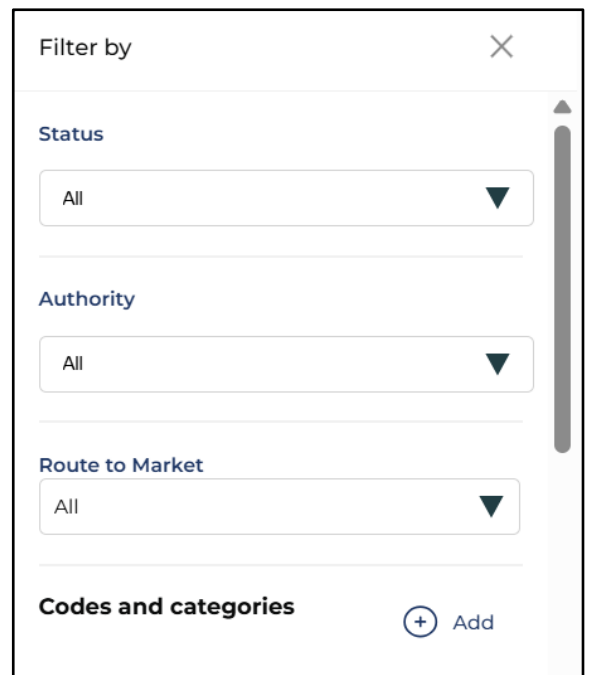 Filter by
Status
All
Authority
All
Route to Market
All
Codes and categories
Add